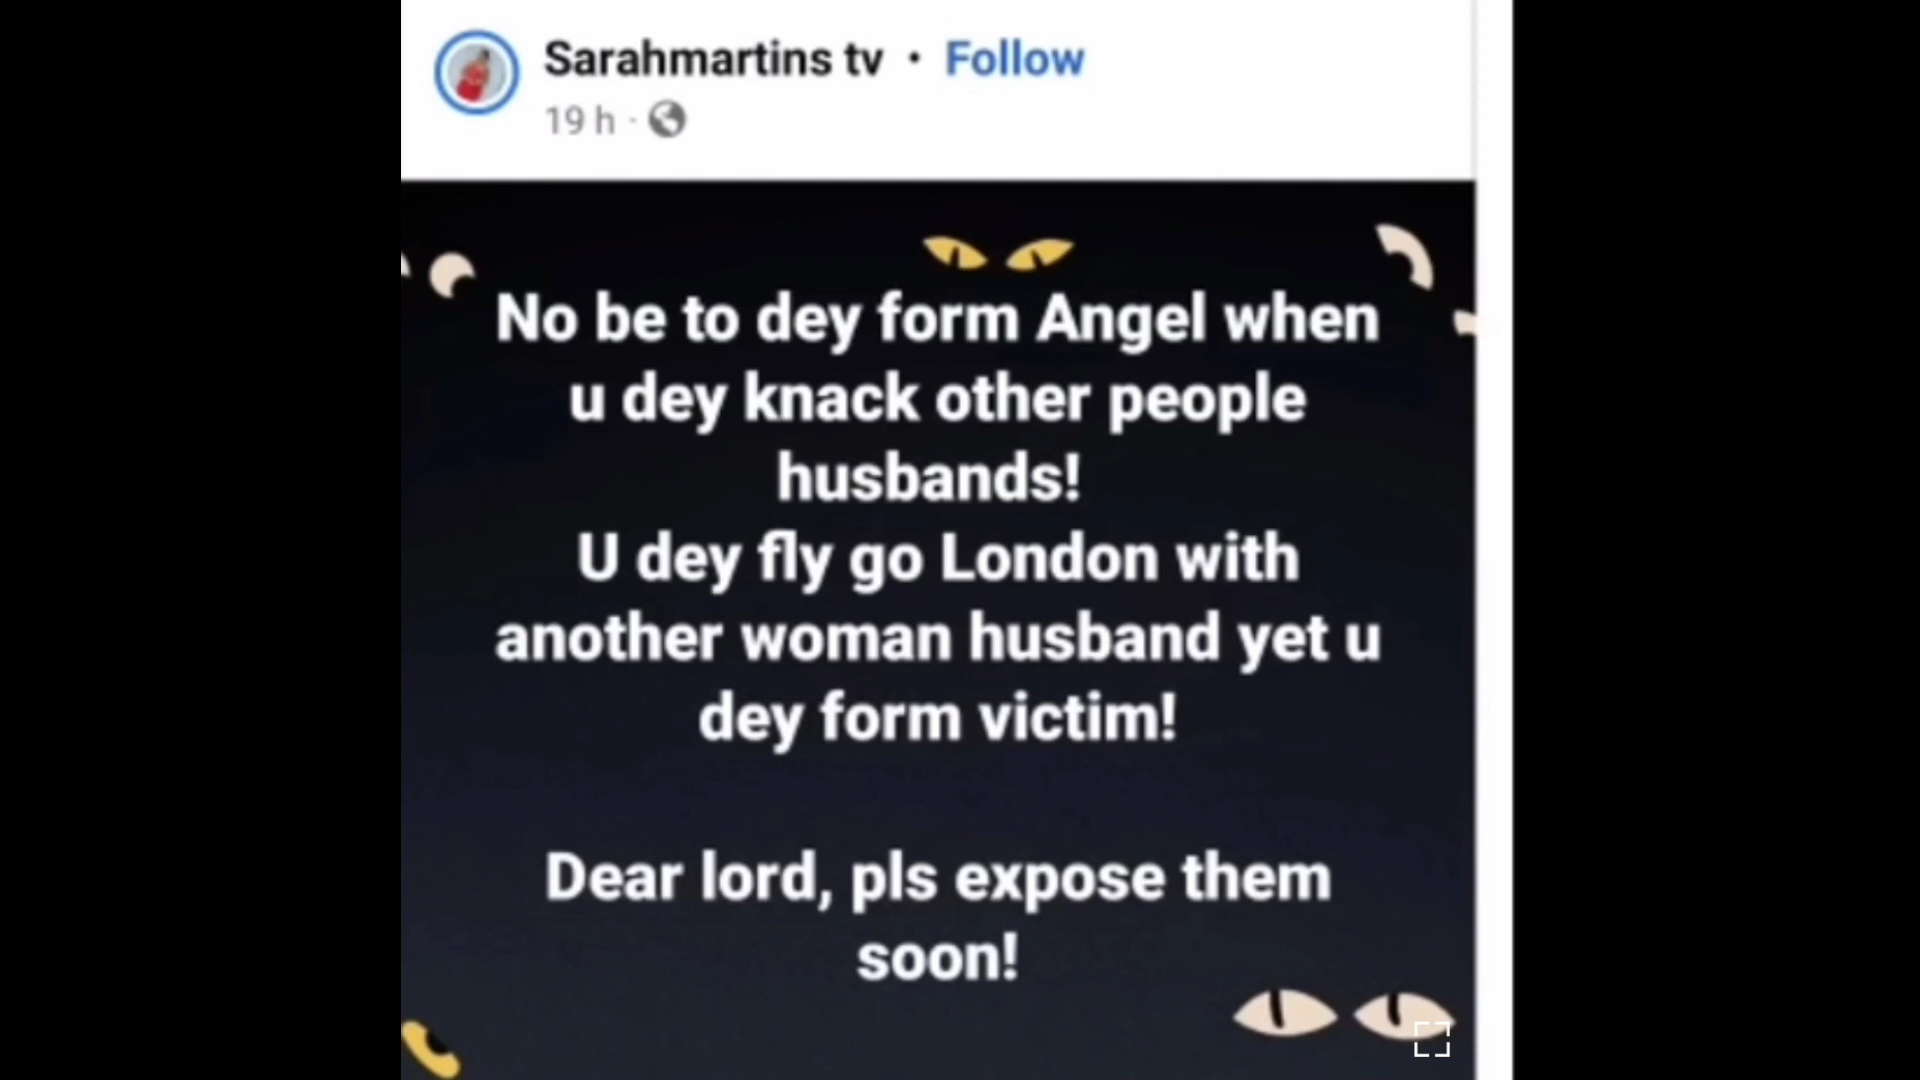 Sarahmartins tv • Follow
19 h ·
No be to dey form Angel when
u dey knack other people
husbands!
U dey fly go London with
another woman husband yet u
dey form victim!
Dear lord, pls expose them
soon!